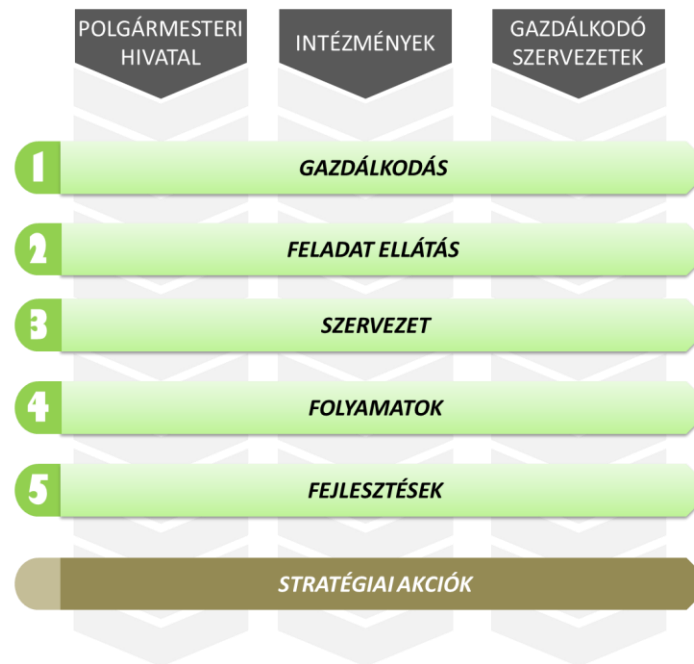 POLGÁRMESTERI
HIVATAL
INTÉZMÉNYEK
GAZDÁLKODÓ
SZERVEZETEK
1 GAZDÁLKODÁS
2 FELADAT ELLÁTÁS
3 SZERVEZET
4 FOLYAMATOK
5 FEJLESZTÉSEK
STRATÉGIAI AKCIÓK